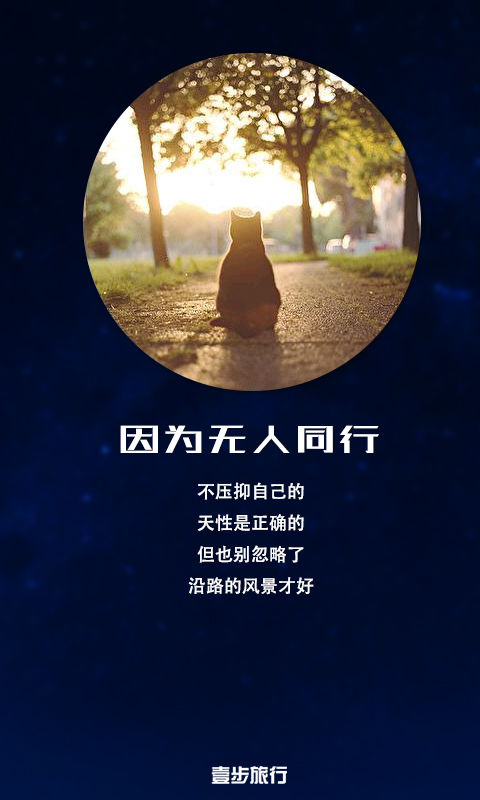 因为无人同行
不压抑自己的
天性是正确的
但也别忽略了
沿路的风景才好
壹步旅行